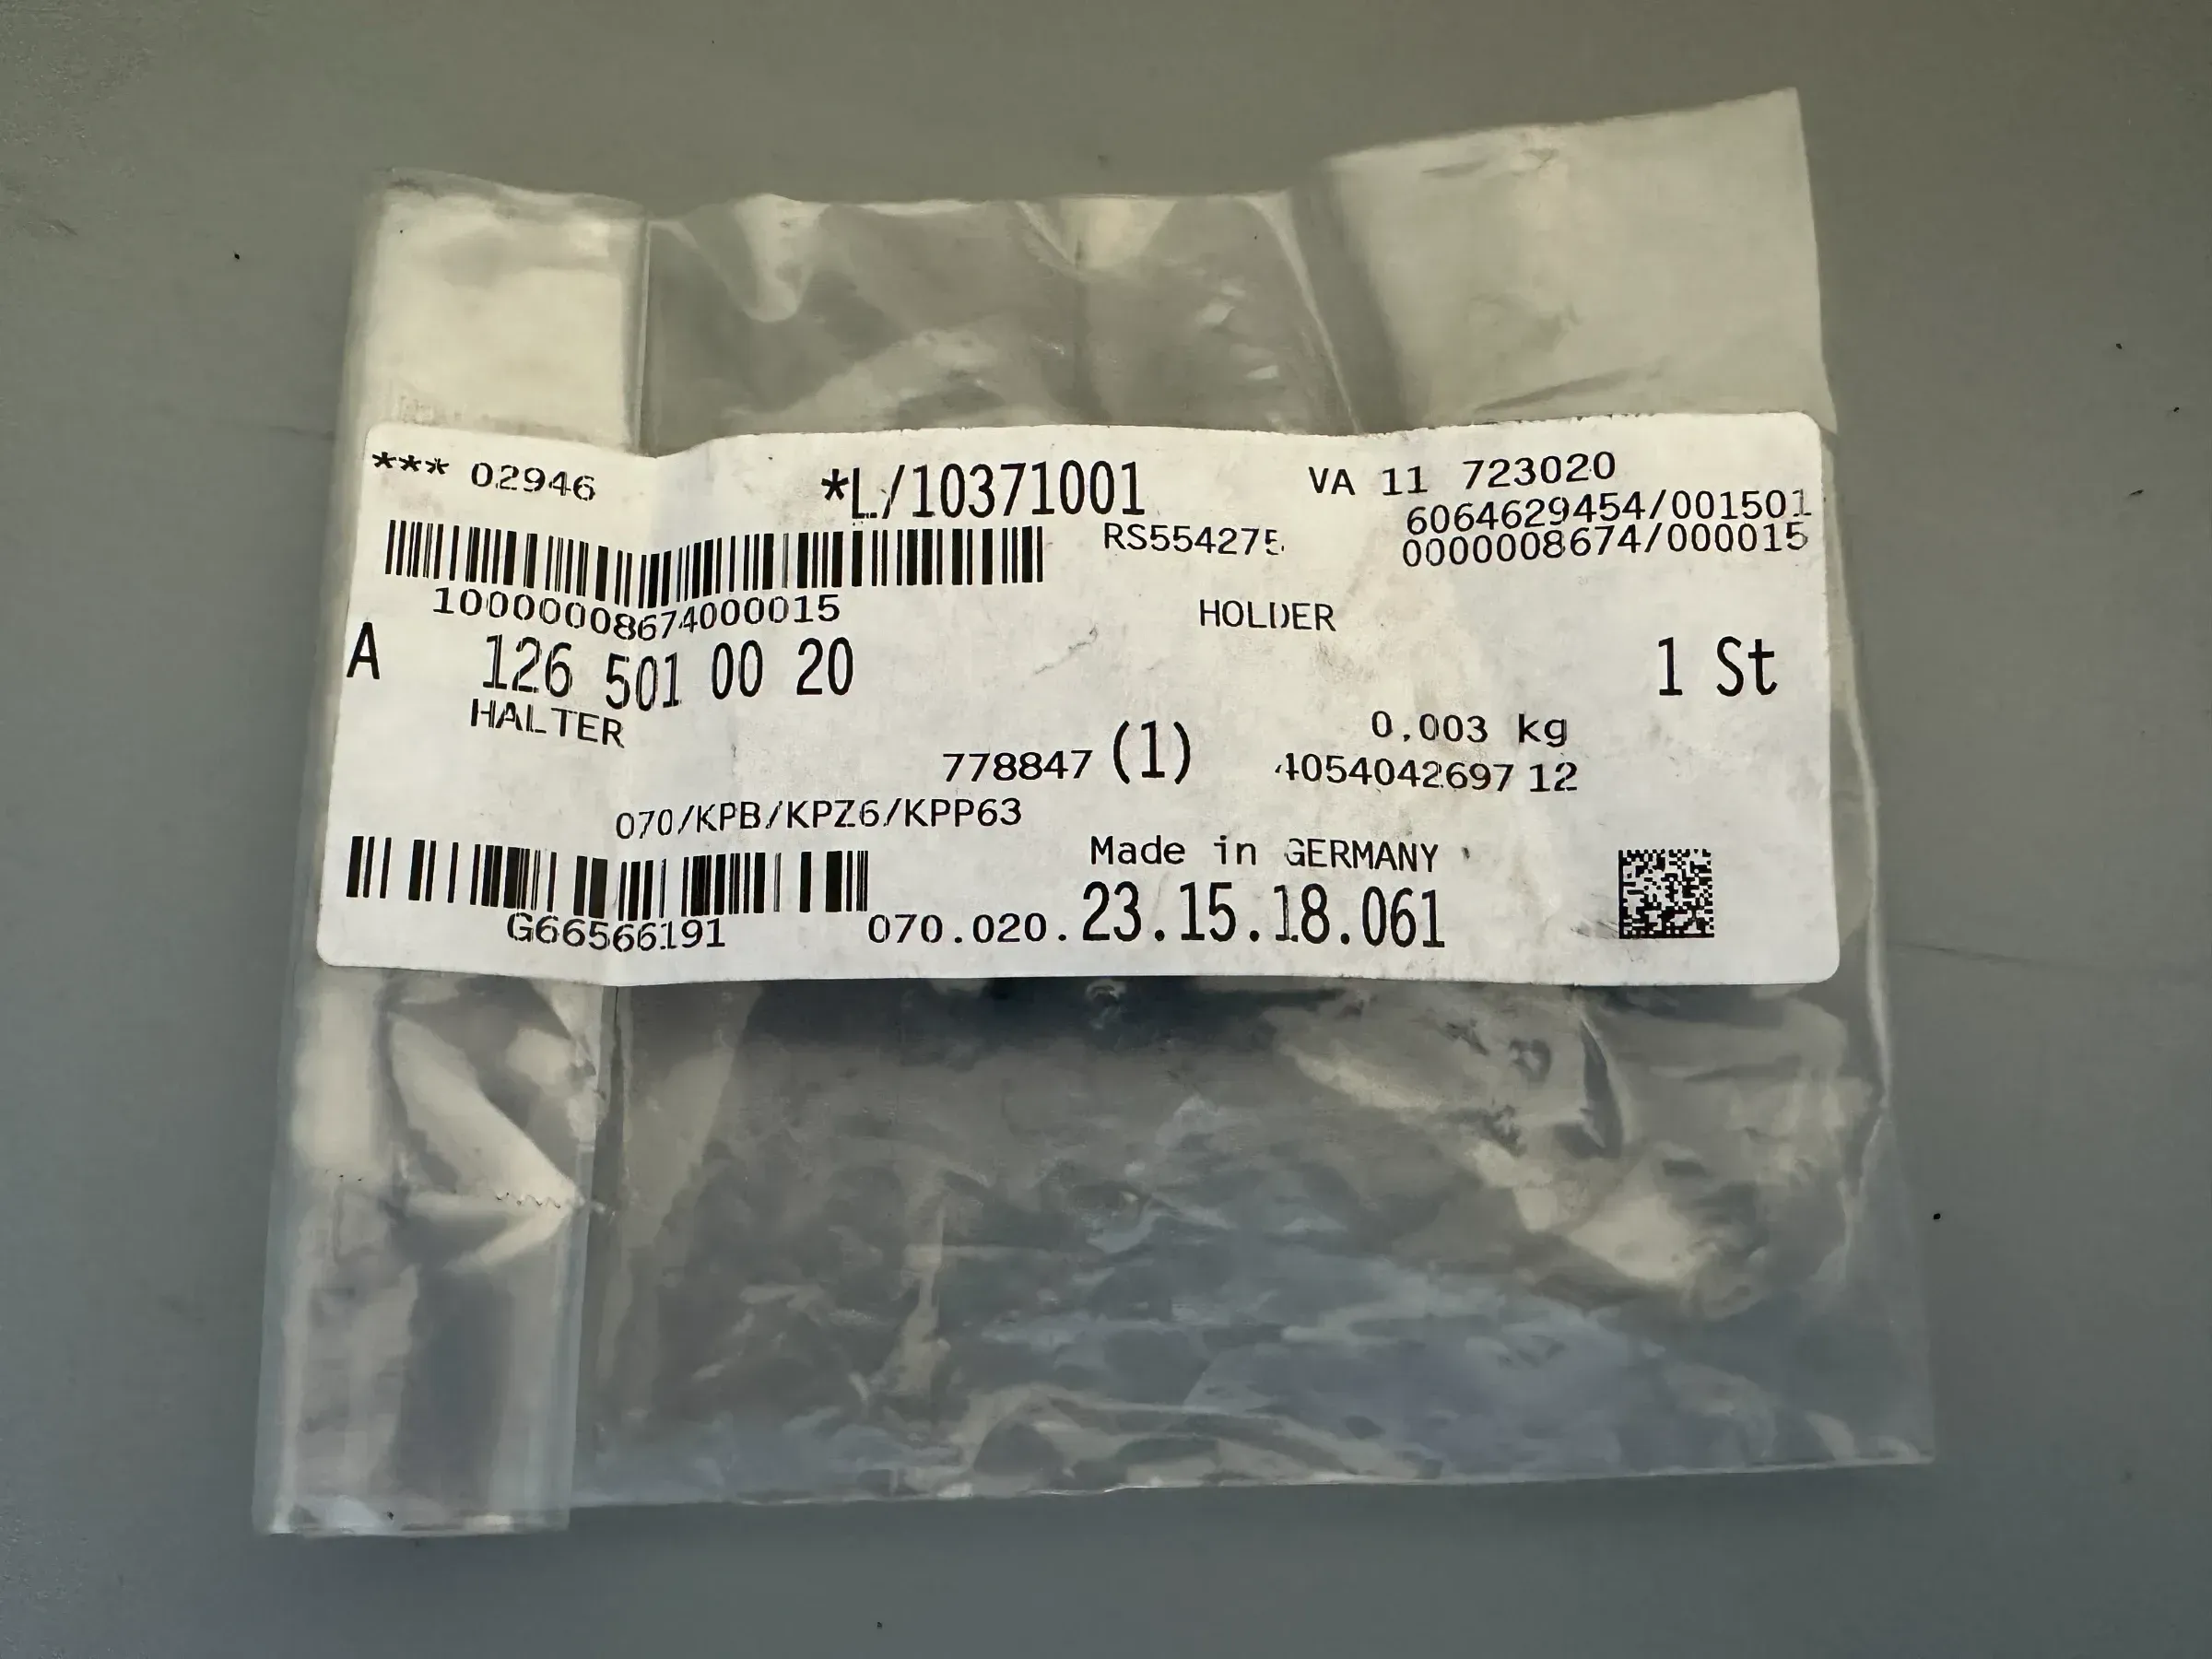 *** 02946
*L/10371001
VA 11 723020
6064629454/001501
RS554275
0000008674/000015
10000008674000015
HOLDER
A 126 501 00 20
1 St
HALTER
0,003 kg
778847 (1)
4054042697 12
070/KPB/KPZ6/KPP63
Made in GERMANY
G66566191
070.020.23.15.18.061